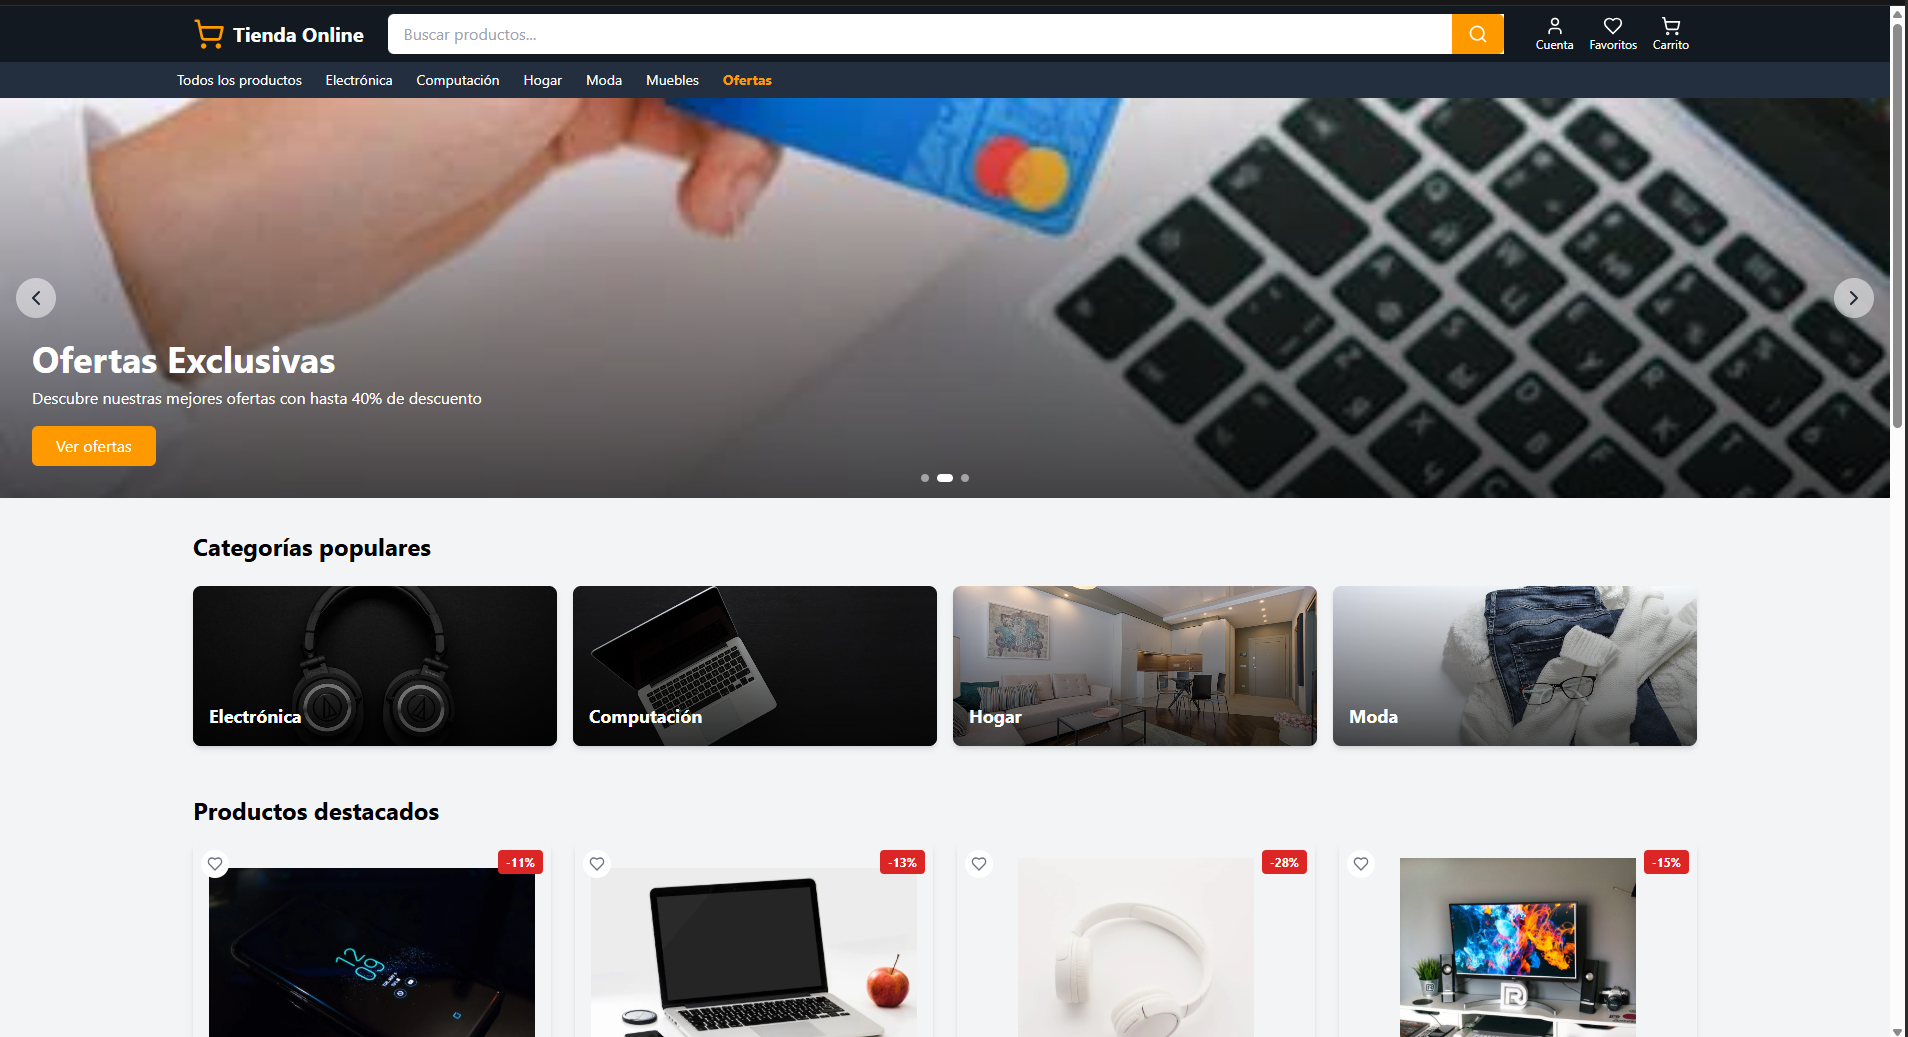 Tienda Online
Buscar productos...
Cuenta
Favoritos
Carrito
Todos los productos
Electrónica
Computación
Hogar
Moda
Muebles
Ofertas
Ofertas Exclusivas
Descubre nuestras mejores ofertas con hasta 40% de descuento
Ver ofertas
Categorías populares
Electrónica
Computación
Hogar
Moda
Productos destacados
-11%
-13%
-28%
-15%